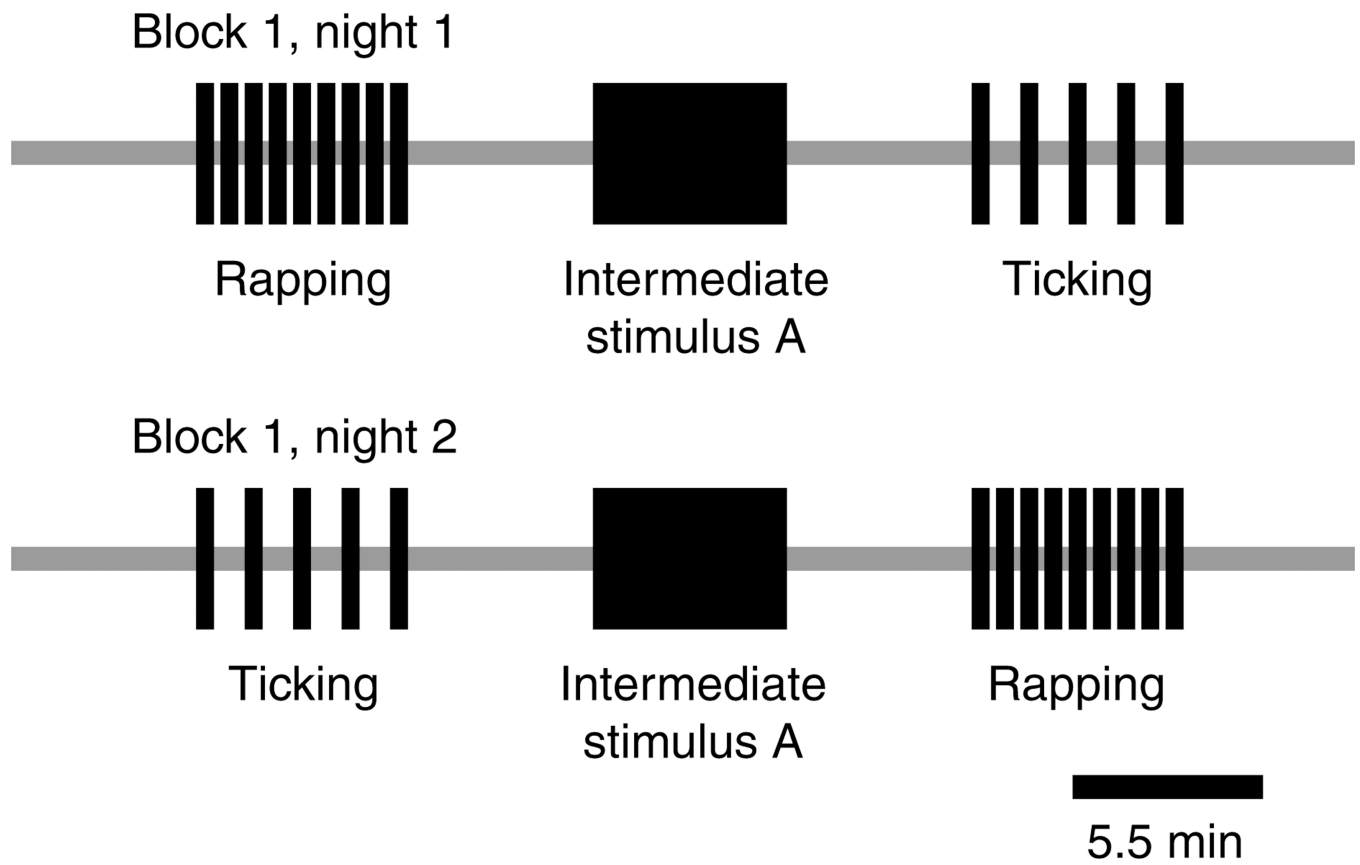 Block 1, night 1
Rapping
Intermediate
stimulus A
Ticking
Block 1, night 2
Ticking
Intermediate
stimulus A
Rapping
5.5 min